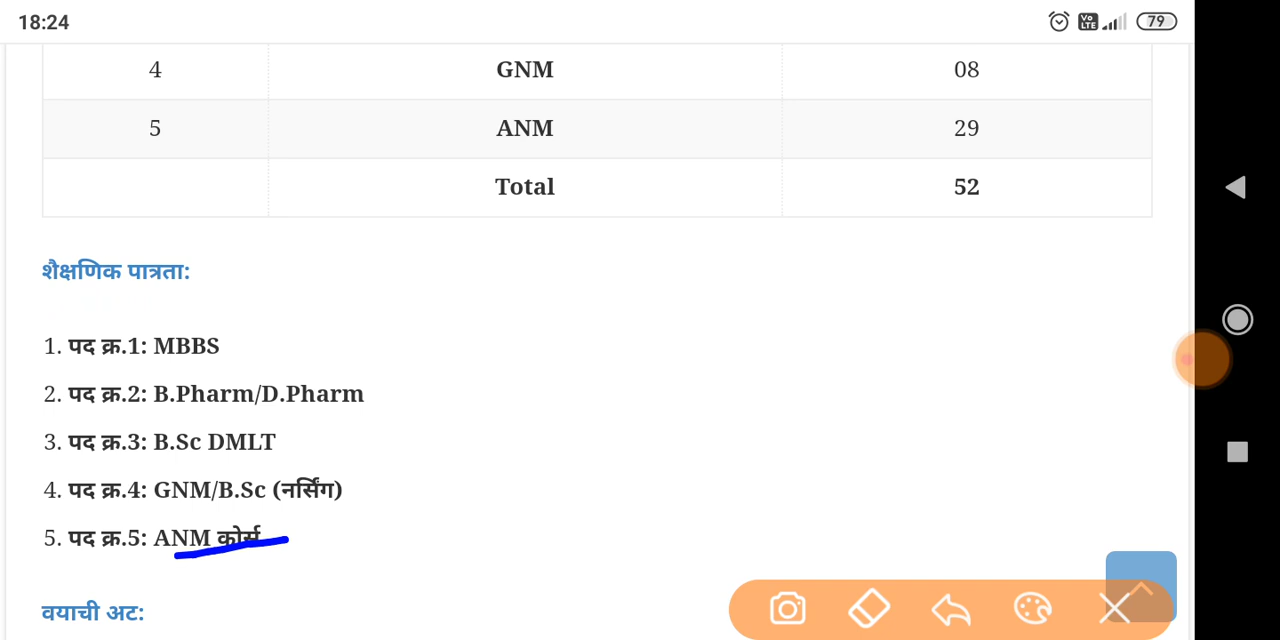 18:24 Vo LTE 79
4 GNM 08
5 ANM 29
Total 52
शैक्षणिक पात्रता:
1. पद क्र.1: MBBS
2. पद क्र.2: B.Pharm/D.Pharm
3. पद क्र.3: B.Sc DMLT
4. पद क्र.4: GNM/B.Sc (नर्सिंग)
5. पद क्र.5: ANM कोर्स
वयाची अट: